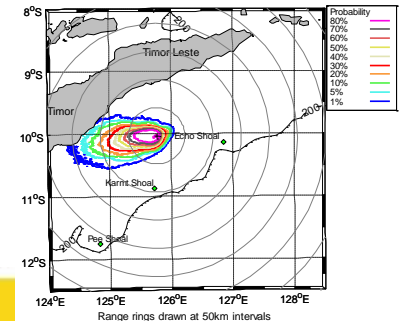 Probability
80%
70%
60%
50%
40%
30%
20%
10%
5%
1%
8°S
9°S
10°S
11°S
12°S
200
Timor Leste
Timor
200
Echo Shoal
Karmt Shoal
Pee Shoal
200
124°E
125°E
126°E
127°E
128°E
Range rings drawn at 50km intervals